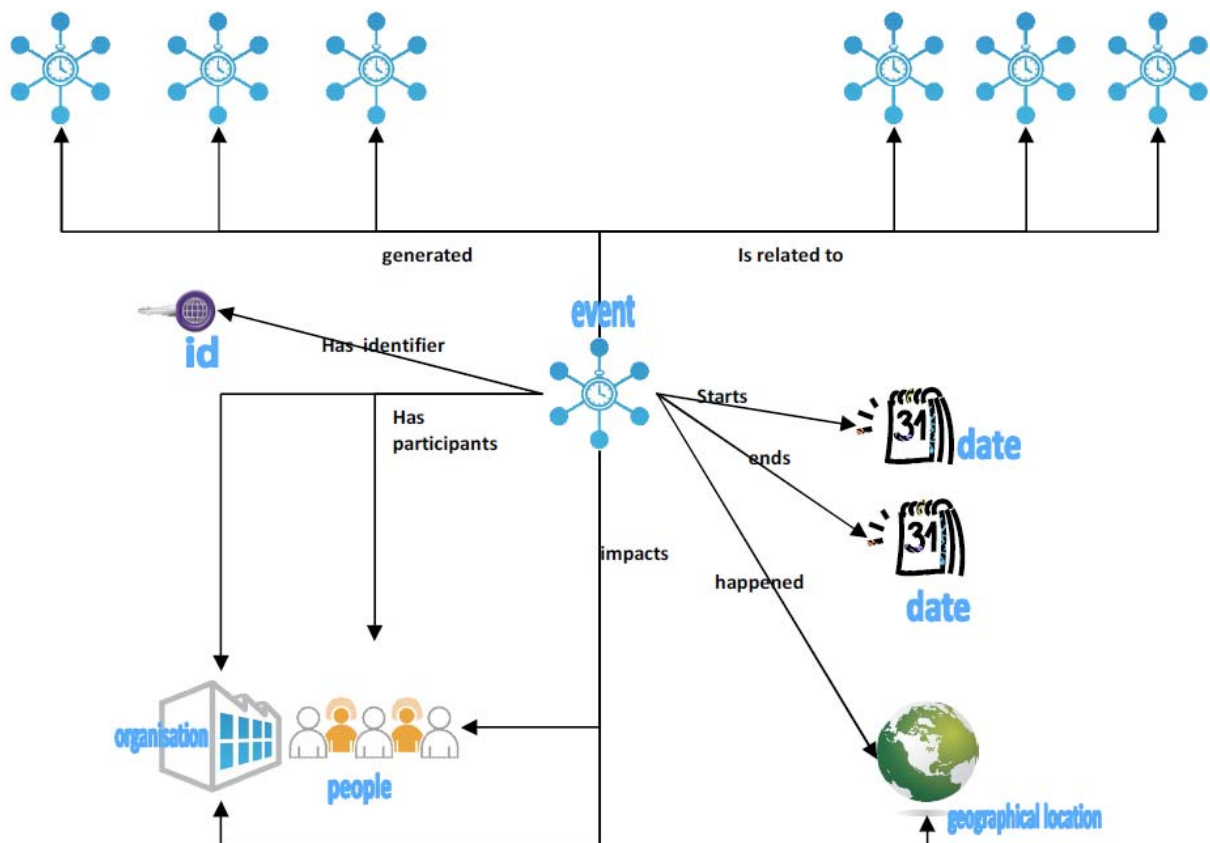 generated
Is related to
event
id
Has identifier
Starts
31
date
Has
participants
ends
31
impacts
happened
date
organisation
people
geographical location